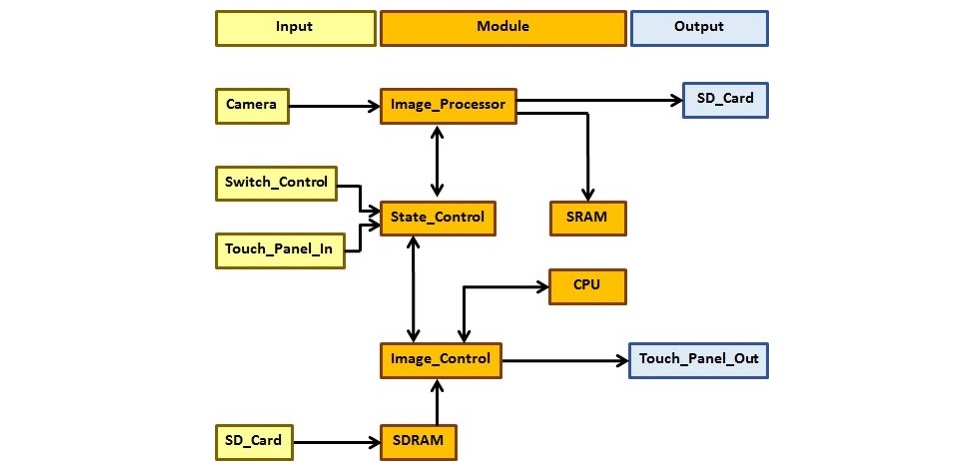 Input
Module
Output
Camera
Image_Processor
SD_Card
Switch_Control
State_Control
SRAM
Touch_Panel_In
CPU
Image_Control
Touch_Panel_Out
SD_Card
SDRAM